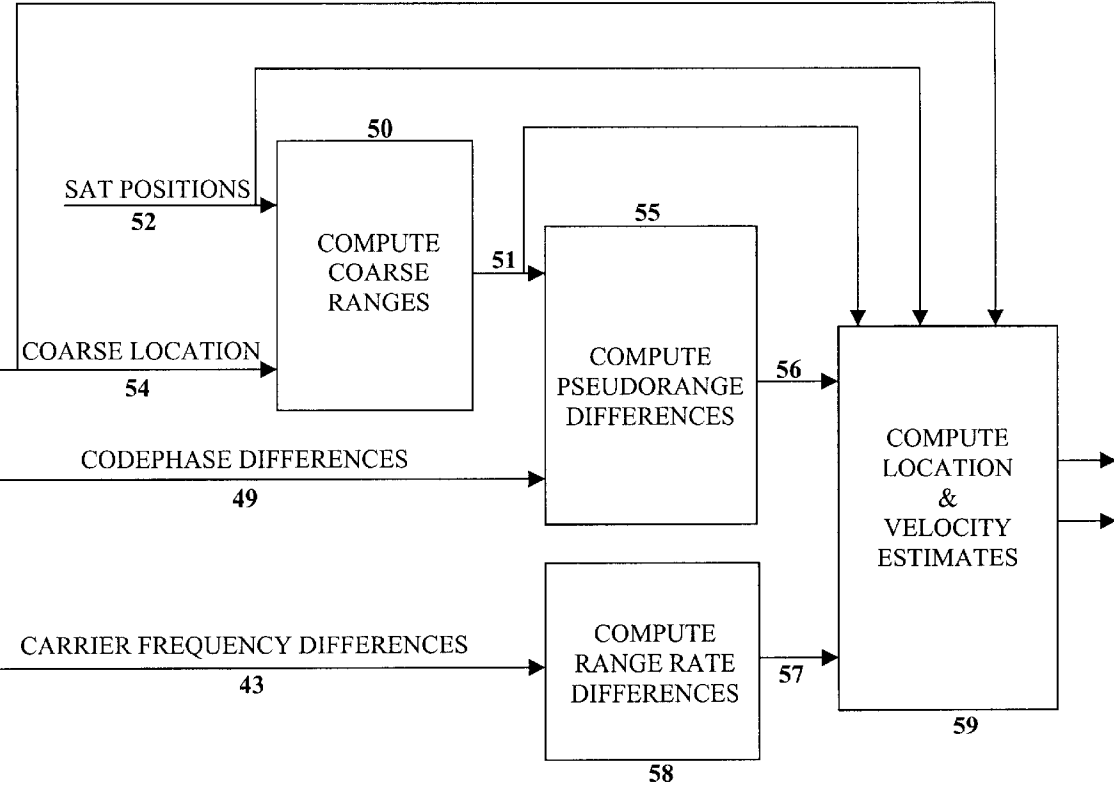 50
SAT POSITIONS
52
COMPUTE
COARSE
RANGES
51
55
COARSE LOCATION
54
COMPUTE
PSEUDORANGE
DIFFERENCES
56
CODEPHASE DIFFERENCES
49
COMPUTE
LOCATION
&
VELOCITY
ESTIMATES
59
CARRIER FREQUENCY DIFFERENCES
43
COMPUTE
RANGE RATE
DIFFERENCES
57
58